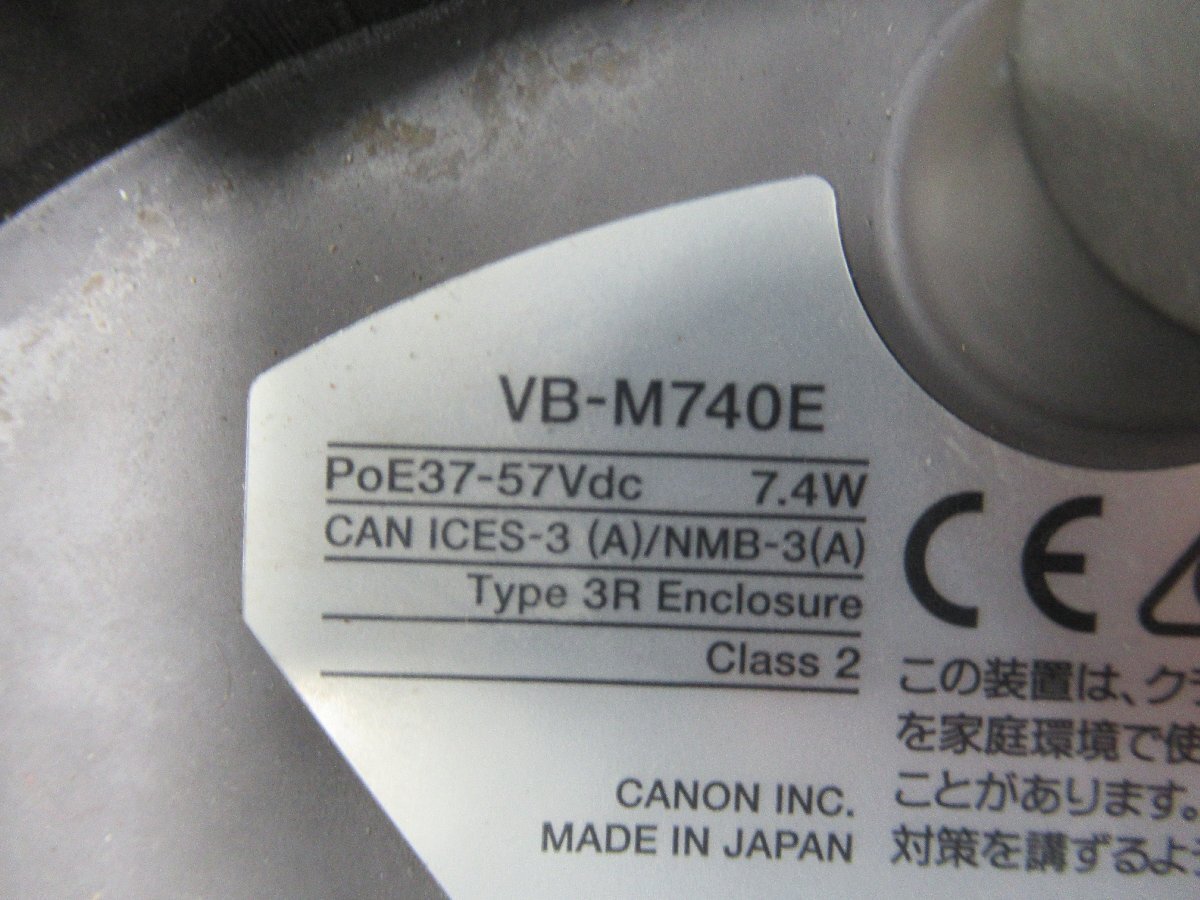 VB-M740E
PoE37-57Vdc 7.4W
CAN ICES-3 (A)/NMB-3(A)
Type 3R Enclosure
Class 2
CANON INC.
MADE IN JAPAN
CE
この装置は、クラ
を家庭環境で使
ことがあります。
対策を講ずるよ